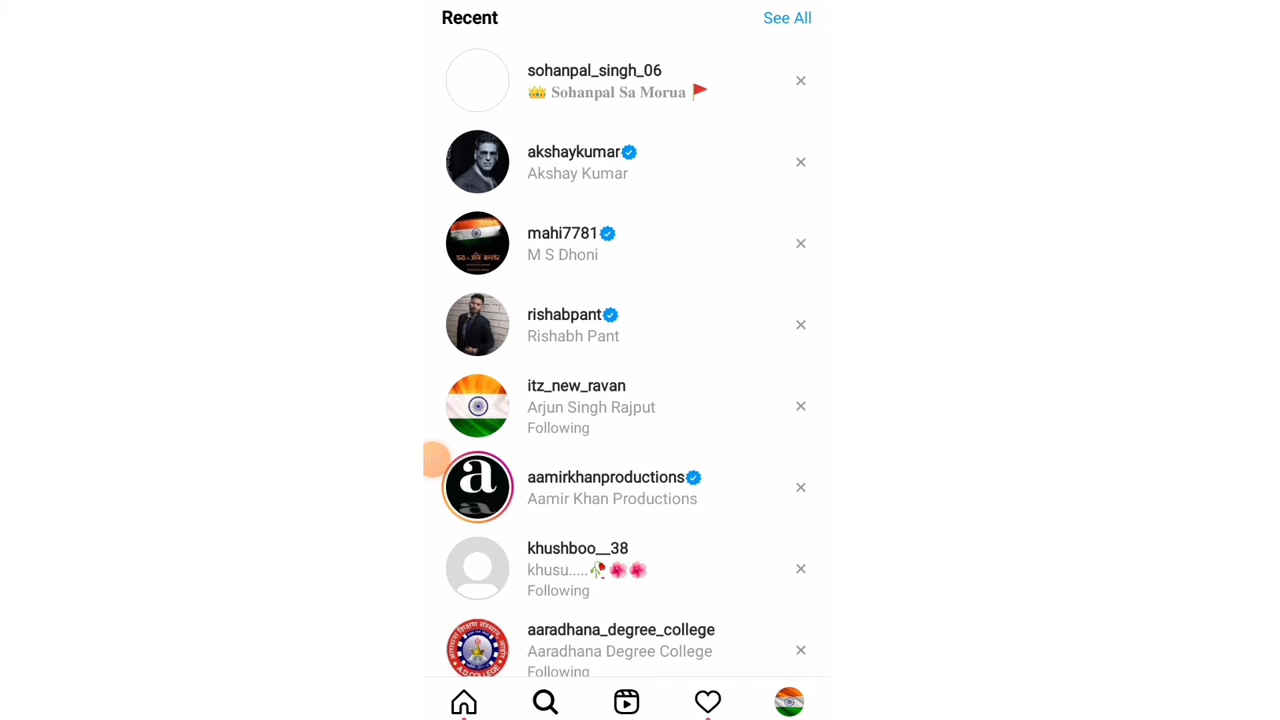 Recent See All
sohanpal_singh_06
👑 Sohanpal Sa Morua 🚩
akshaykumar
Akshay Kumar
mahi7781
M S Dhoni
rishabpant
Rishabh Pant
itz_new_ravan
Arjun Singh Rajput
Following
aamirkhanproductions
Aamir Khan Productions
a
khushboo__38
khusu.....🥀🌺🌺
Following
aaradhana_degree_college
Aaradhana Degree College
Following
A.D.COLLEGE